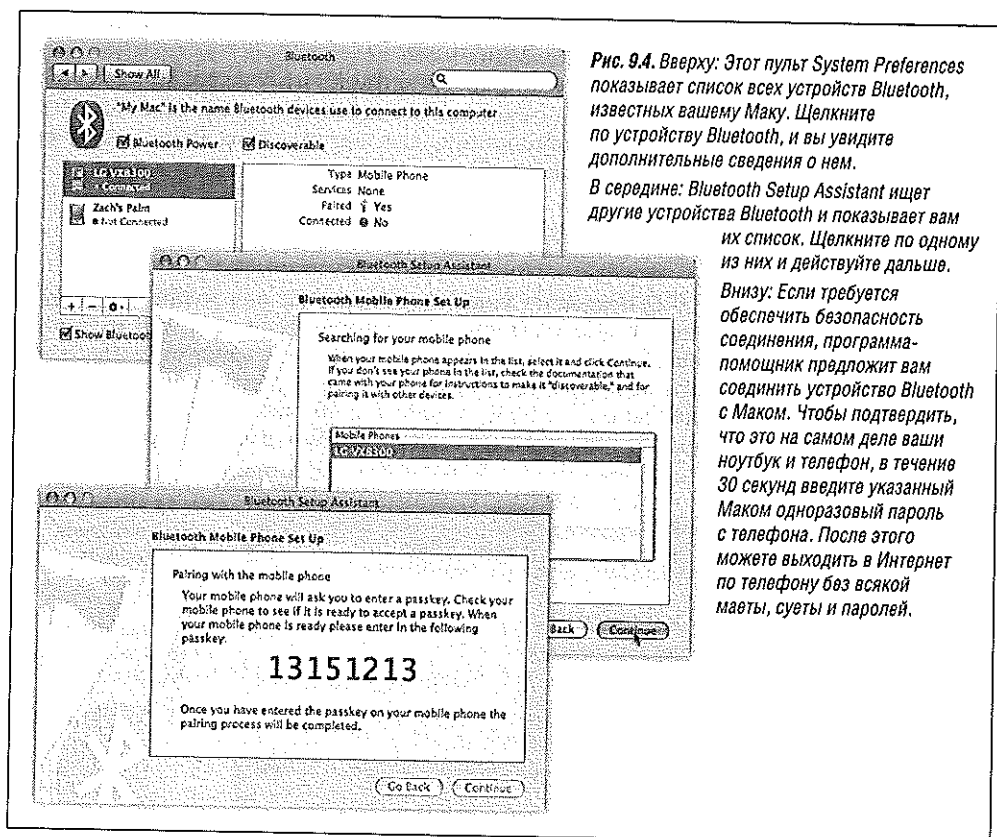 Bluetooth
Show All
"My Mac" is the name Bluetooth devices use to connect to this computer
Bluetooth Power
Discoverable
LG VX8300
Connected
Zach's Palm
Not Connected
Type Mobile Phone
Services None
Paired Yes
Connected No
Show Bluetoo
Bluetooth Setup Assistant
Bluetooth Mobile Phone Set Up
Searching for your mobile phone
When your mobile phone appears in the list, select it and click Continue.
If you don't see your phone in the list, check the documentation that
came with your phone for instructions to make it "discoverable," and for
pairing it with other devices.
Mobile Phones
LG VX8300
Back
Continue
Bluetooth Setup Assistant
Bluetooth Mobile Phone Set Up
Pairing with the mobile phone
Your mobile phone will ask you to enter a passkey. Check your
mobile phone to see if it is ready to accept a passkey. When
your mobile phone is ready please enter in the following
passkey.
13151213
Once you have entered the passkey on your mobile phone the
pairing process will be completed.
Go Back
Continue
Рис. 9.4. Вверху: Этот пульт System Preferences
показывает список всех устройств Bluetooth,
известных вашему Маку. Щелкните
по устройству Bluetooth, и вы увидите
дополнительные сведения о нем.
В середине: Bluetooth Setup Assistant ищет
другие устройства Bluetooth и показывает вам
их список. Щелкните по одному
из них и действуйте дальше.
Внизу: Если требуется
обеспечить безопасность
соединения, программа-
помощник предложит вам
соединить устройство Bluetooth
с Маком. Чтобы подтвердить,
что это на самом деле ваши
ноутбук и телефон, в течение
30 секунд введите указанный
Маком одноразовый пароль
с телефона. После этого
можете выходить в Интернет
по телефону без всякой
маеты, суеты и паролей.